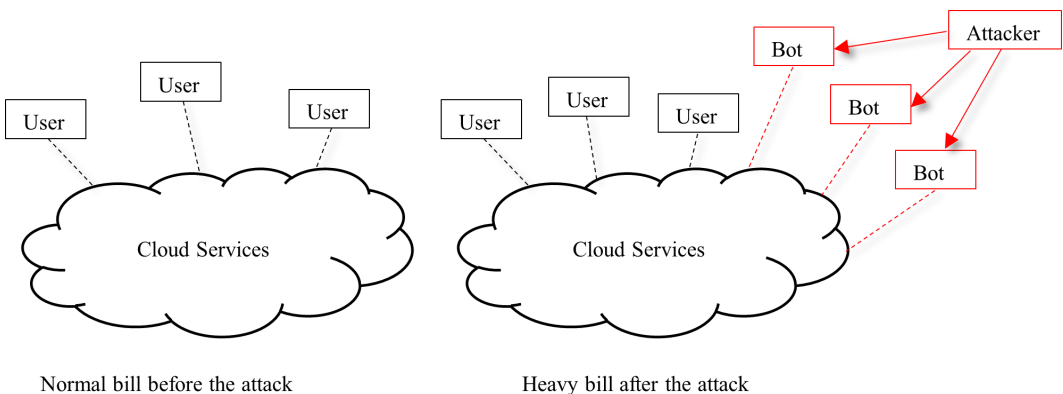 User
User
User
Cloud Services
Normal bill before the attack
User
User
User
Bot
Bot
Bot
Attacker
Cloud Services
Heavy bill after the attack